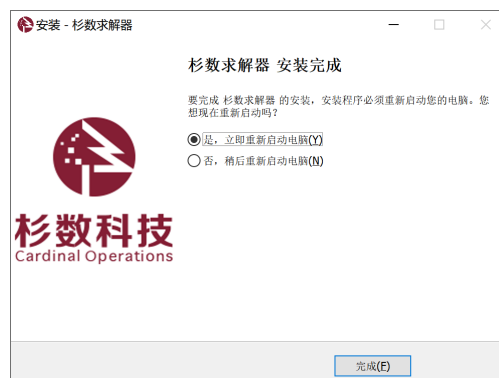 安装 - 杉数求解器
杉数求解器 安装完成
要完成 杉数求解器 的安装，安装程序必须重新启动您的电脑。您
想现在重新启动吗？
是，立即重新启动电脑(Y)
否，稍后重新启动电脑(N)
杉数科技
Cardinal Operations
完成(F)